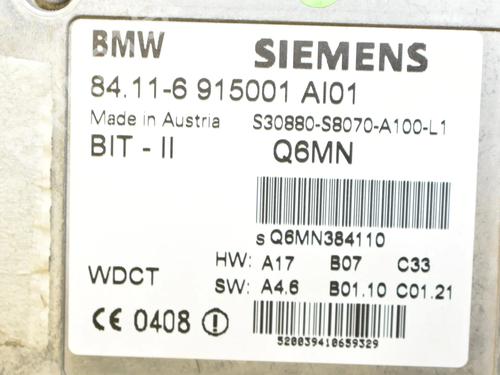 BMW SIEMENS
84.11-6 915001 AI01
Made in Austria S30880-S8070-A100-L1
BIT - II Q6MN
s Q6MN384110
HW: A17 B07 C33
WDCT SW: A4.6 B01.10 C01.21
CE 0408
520039410659329